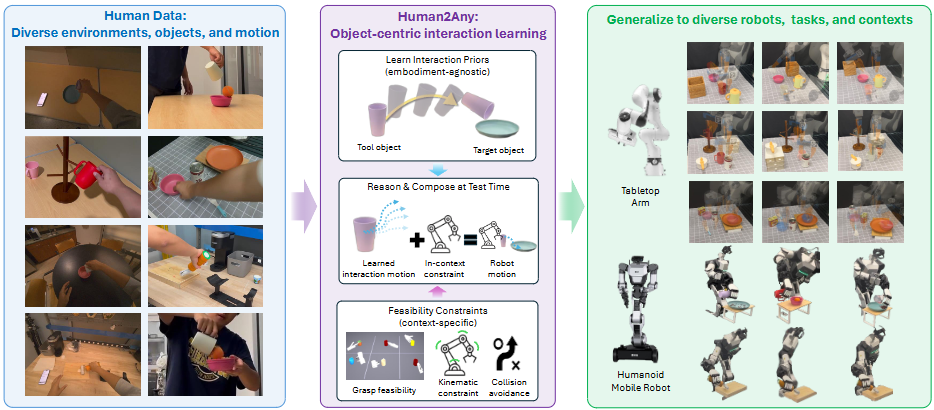 Human Data:
Diverse environments, objects, and motion
Human2Any:
Object-centric interaction learning
Learn Interaction Priors
(embodiment-agnostic)
Tool object
Target object
Reason & Compose at Test Time
Learned
interaction motion
In-context
constraint
Robot
motion
Feasibility Constraints
(context-specific)
Grasp feasibility
Kinematic
constraint
Collision
avoidance
Generalize to diverse robots, tasks, and contexts
Tabletop
Arm
Humanoid
Mobile Robot